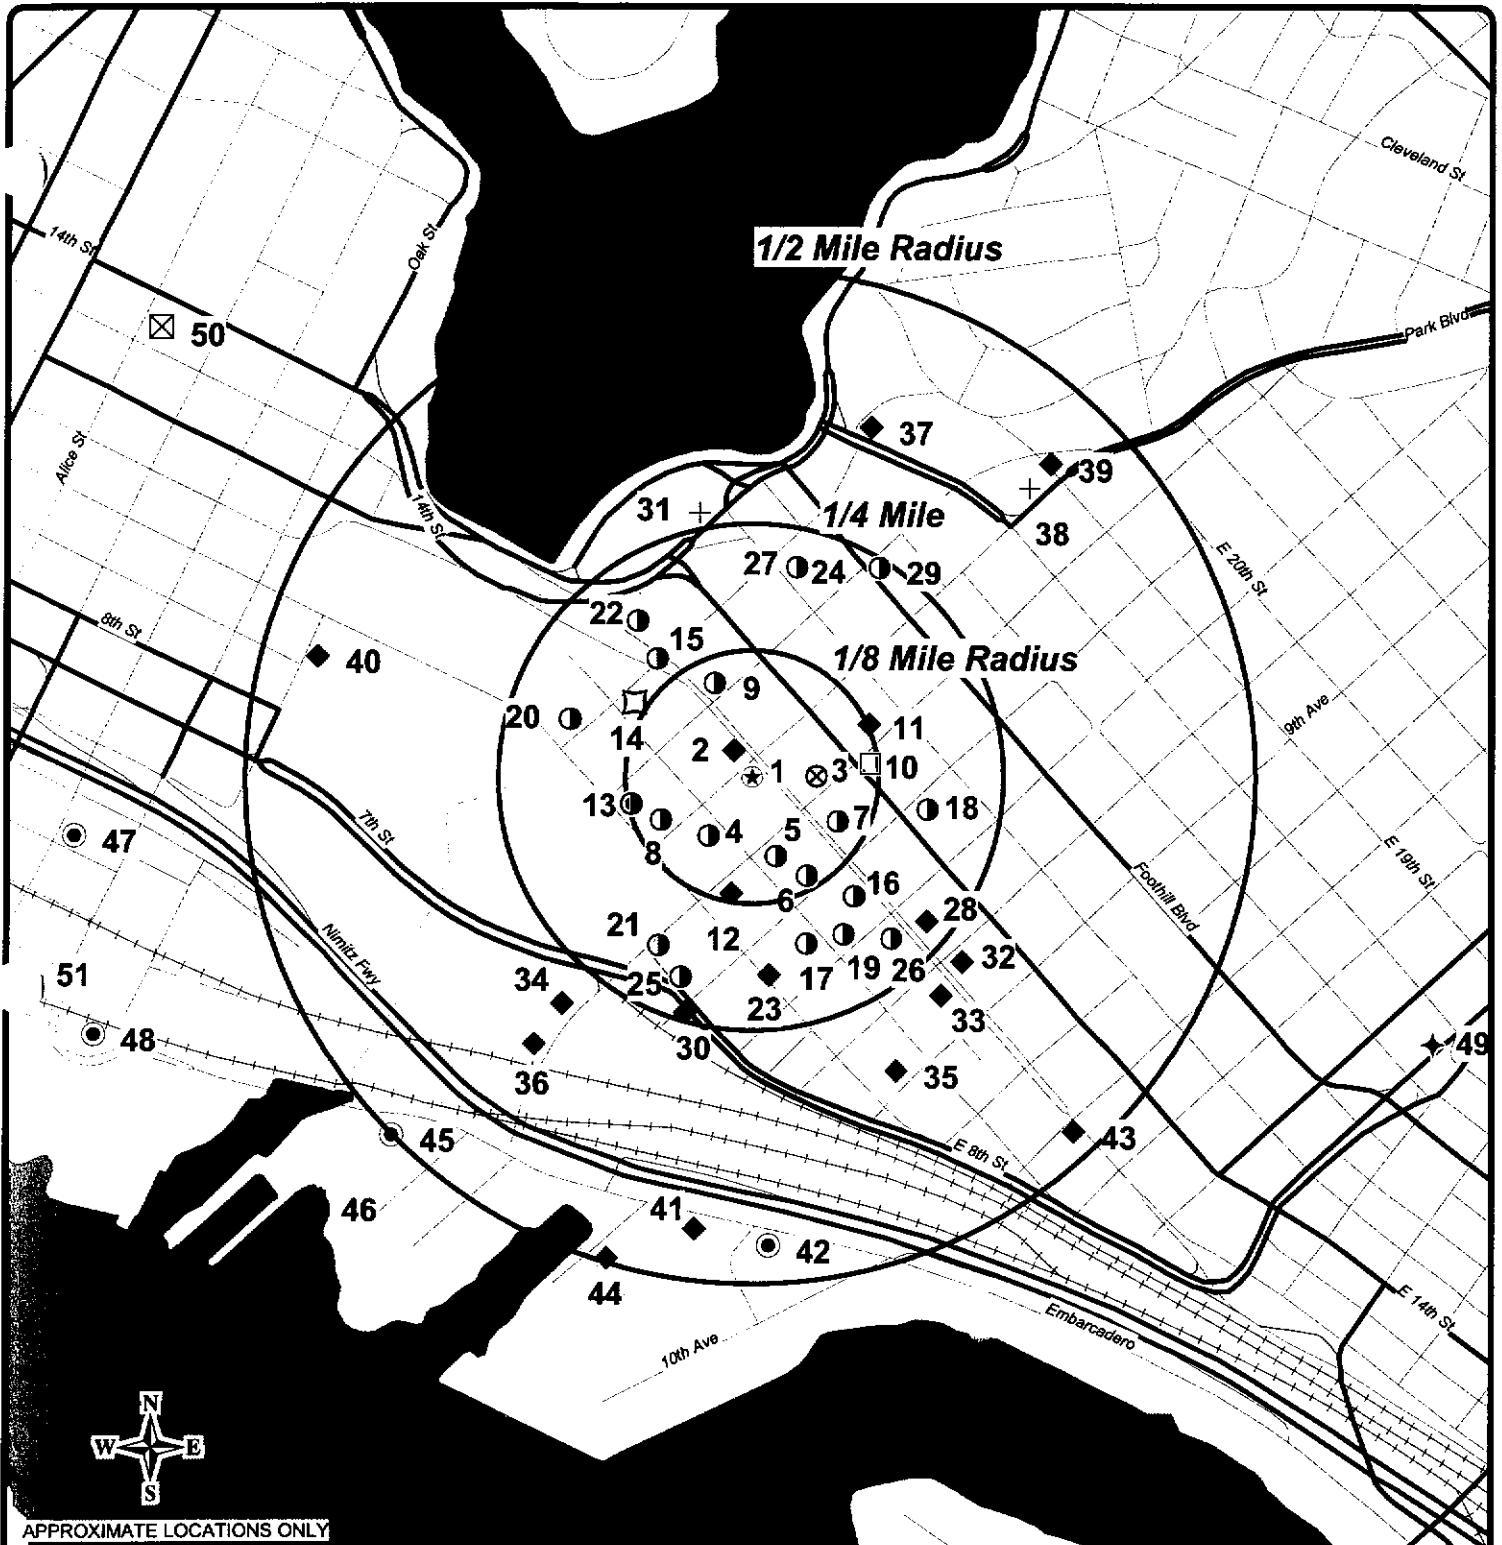 Cleveland St
14th St
Oak St
1/2 Mile Radius
50
Park Blvd
37
Alice St
39
14th St
31
1/4 Mile
38
E 20th St
27
24
29
22
8th St
15
40
1/8 Mile Radius
9
20
11
9th Ave
14
2
1
3
10
13
7
18
7th St
4
5
47
8
E 19th St
16
6
Foothill Blvd
28
21
12
Nimitz Fwy
32
17
19
26
51
34
25
23
33
48
30
49
36
35
45
43
E 8th St
46
41
42
44
E 14th St
Embarcadero
10th Ave
N
W
E
S
APPROXIMATE LOCATIONS ONLY